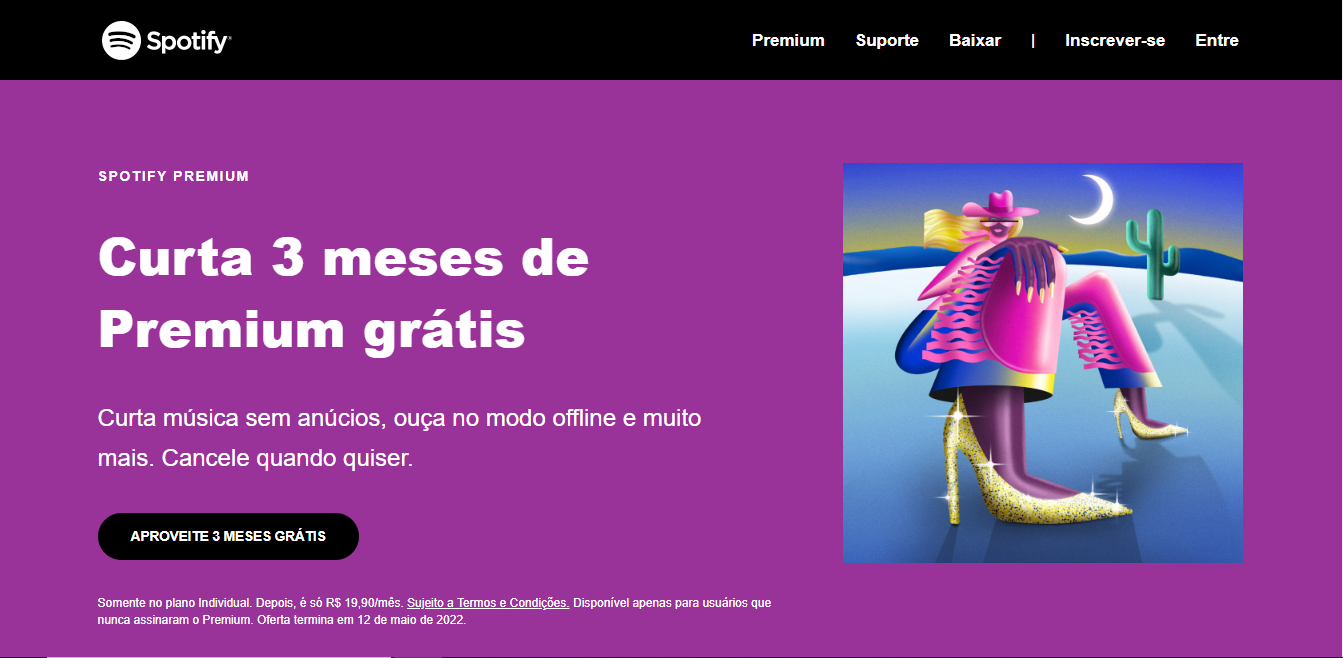 Spotify
Premium Suporte Baixar | Inscrever-se Entre
SPOTIFY PREMIUM
Curta 3 meses de
Premium grátis
Curta música sem anúcios, ouça no modo offline e muito
mais. Cancele quando quiser.
APROVEITE 3 MESES GRÁTIS
Somente no plano Individual. Depois, é só R$ 19,90/mês. Sujeito a Termos e Condições. Disponível apenas para usuários que
nunca assinaram o Premium. Oferta termina em 12 de maio de 2022.